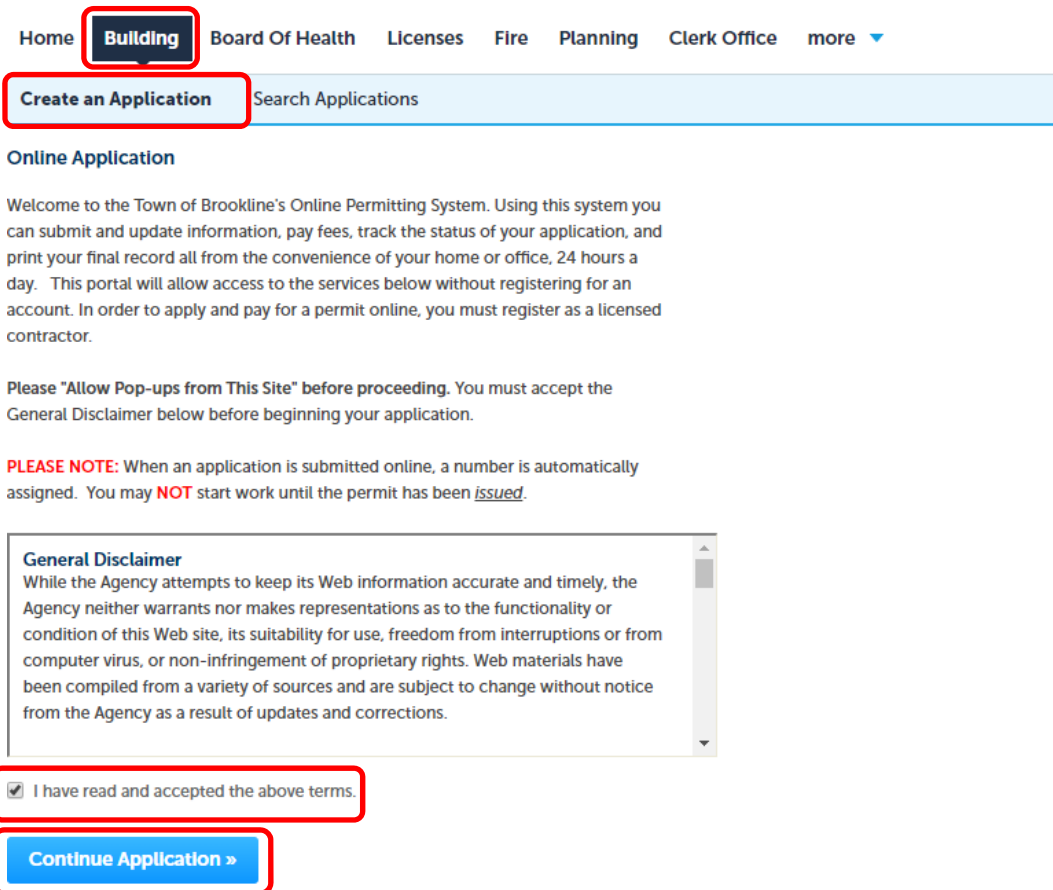 Home Building Board Of Health Licenses Fire Planning Clerk Office more
Create an Application Search Applications
Online Application
Welcome to the Town of Brookline's Online Permitting System. Using this system you
can submit and update information, pay fees, track the status of your application, and
print your final record all from the convenience of your home or office, 24 hours a
day. This portal will allow access to the services below without registering for an
account. In order to apply and pay for a permit online, you must register as a licensed
contractor.
Please "Allow Pop-ups from This Site" before proceeding. You must accept the
General Disclaimer below before beginning your application.
PLEASE NOTE: When an application is submitted online, a number is automatically
assigned. You may NOT start work until the permit has been issued.
General Disclaimer
While the Agency attempts to keep its Web information accurate and timely, the
Agency neither warrants nor makes representations as to the functionality or
condition of this Web site, its suitability for use, freedom from interruptions or from
computer virus, or non-infringement of proprietary rights. Web materials have
been compiled from a variety of sources and are subject to change without notice
from the Agency as a result of updates and corrections.
I have read and accepted the above terms.
Continue Application »